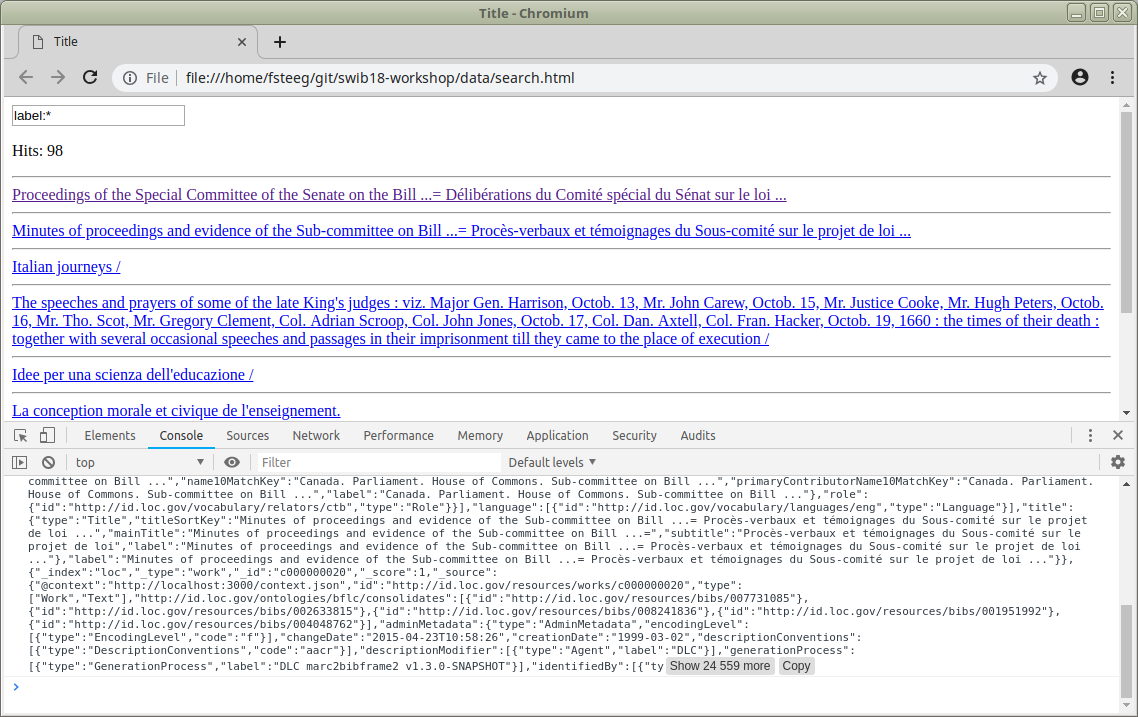 Title - Chromium
Title
File file:///home/fsteeg/git/swib18-workshop/data/search.html
label:*
Hits: 98
Proceedings of the Special Committee of the Senate on the Bill ...= Délibérations du Comité spécial du Sénat sur le loi ...
Minutes of proceedings and evidence of the Sub-committee on Bill ...= Procès-verbaux et témoignages du Sous-comité sur le projet de loi ...
Italian journeys /
The speeches and prayers of some of the late King's judges : viz. Major Gen. Harrison, Octob. 13, Mr. John Carew, Octob. 15, Mr. Justice Cooke, Mr. Hugh Peters, Octob.
16, Mr. Tho. Scot, Mr. Gregory Clement, Col. Adrian Scroop, Col. John Jones, Octob. 17, Col. Dan. Axtell, Col. Fran. Hacker, Octob. 19, 1660 : the times of their death :
together with several occasional speeches and passages in their imprisonment till they came to the place of execution /
Idee per una scienza dell'educazione /
La conception morale et civique de l'enseignement.
Elements Console Sources Network Performance Memory Application Security Audits
top Filter Default levels
committee on Bill ...","name10MatchKey":"Canada. Parliament. House of Commons. Sub-committee on Bill ...","primaryContributorName10MatchKey":"Canada. Parliament.
House of Commons. Sub-committee on Bill ...","label":"Canada. Parliament. House of Commons. Sub-committee on Bill ..."},"role":
{"id":"http://id.loc.gov/vocabulary/relators/ctb","type":"Role"}}],"language":[{"id":"http://id.loc.gov/vocabulary/languages/eng","type":"Language"}],"title":
{"type":"Title","titleSortKey":"Minutes of proceedings and evidence of the Sub-committee on Bill ...= Procès-verbaux et témoignages du Sous-comité sur le projet
de loi ...","mainTitle":"Minutes of proceedings and evidence of the Sub-committee on Bill ...=","subtitle":"Procès-verbaux et témoignages du Sous-comité sur le
projet de loi","label":"Minutes of proceedings and evidence of the Sub-committee on Bill ...= Procès-verbaux et témoignages du Sous-comité sur le projet de loi
..."},"label":"Minutes of proceedings and evidence of the Sub-committee on Bill ...= Procès-verbaux et témoignages du Sous-comité sur le projet de loi ..."}},
{"_index":"loc","_type":"work","_id":"c000000020","_score":1,"_source":
{"@context":"http://localhost:3000/context.json","id":"http://id.loc.gov/resources/works/c000000020","type":
["Work","Text"],"http://id.loc.gov/ontologies/bflc/consolidates":[{"id":"http://id.loc.gov/resources/bibs/007731085"},
{"id":"http://id.loc.gov/resources/bibs/002633815"},{"id":"http://id.loc.gov/resources/bibs/008241836"},{"id":"http://id.loc.gov/resources/bibs/001951992"},
{"id":"http://id.loc.gov/resources/bibs/004048762"}],"adminMetadata":{"type":"AdminMetadata","encodingLevel":
[{"type":"EncodingLevel","code":"f"}],"changeDate":"2015-04-23T10:58:26","creationDate":"1999-03-02","descriptionConventions":
[{"type":"DescriptionConventions","code":"aacr"}],"descriptionModifier":[{"type":"Agent","label":"DLC"}],"generationProcess":
[{"type":"GenerationProcess","label":"DLC marc2bibframe2 v1.3.0-SNAPSHOT"}],"identifiedBy":[{"ty Show 24 559 more Copy